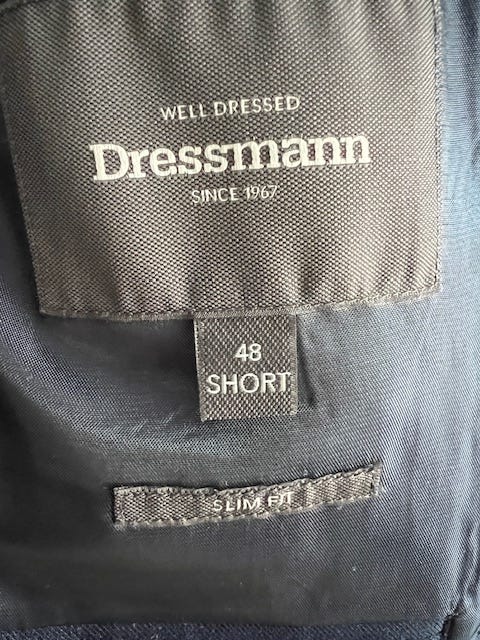 WELL DRESSED
Dressmann
SINCE 1967
48
SHORT
SLIM FIT